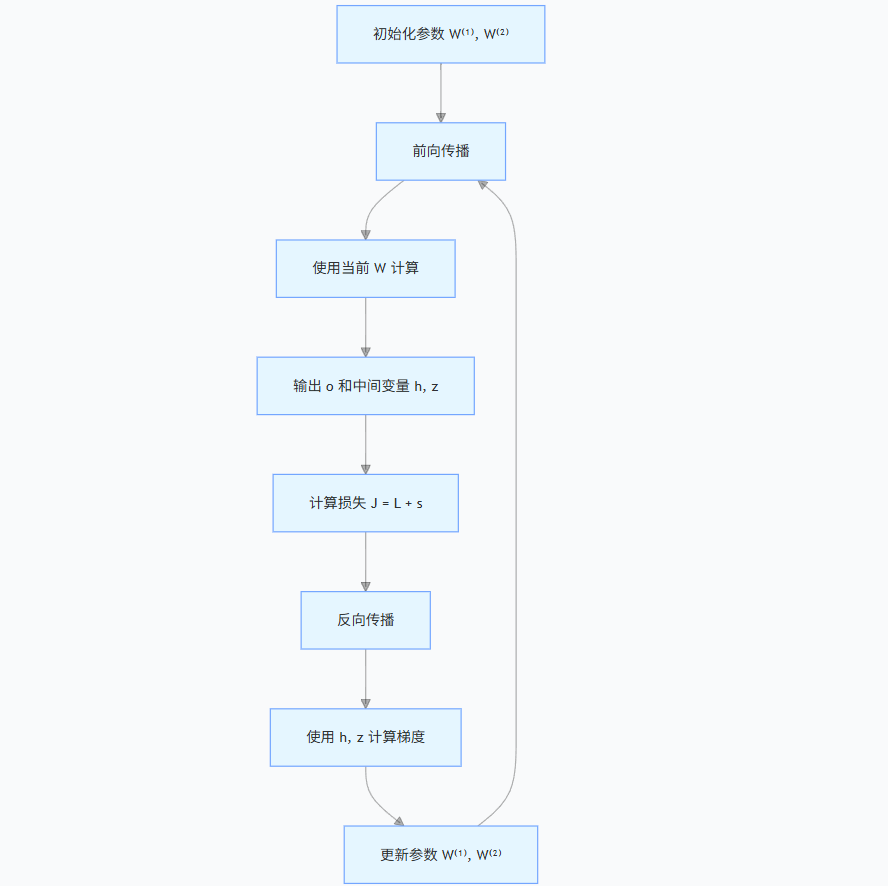 初始化参数 W⁽¹⁾, W⁽²⁾
前向传播
使用当前 W 计算
输出 o 和中间变量 h, z
计算损失 J = L + s
反向传播
使用 h, z 计算梯度
更新参数 W⁽¹⁾, W⁽²⁾